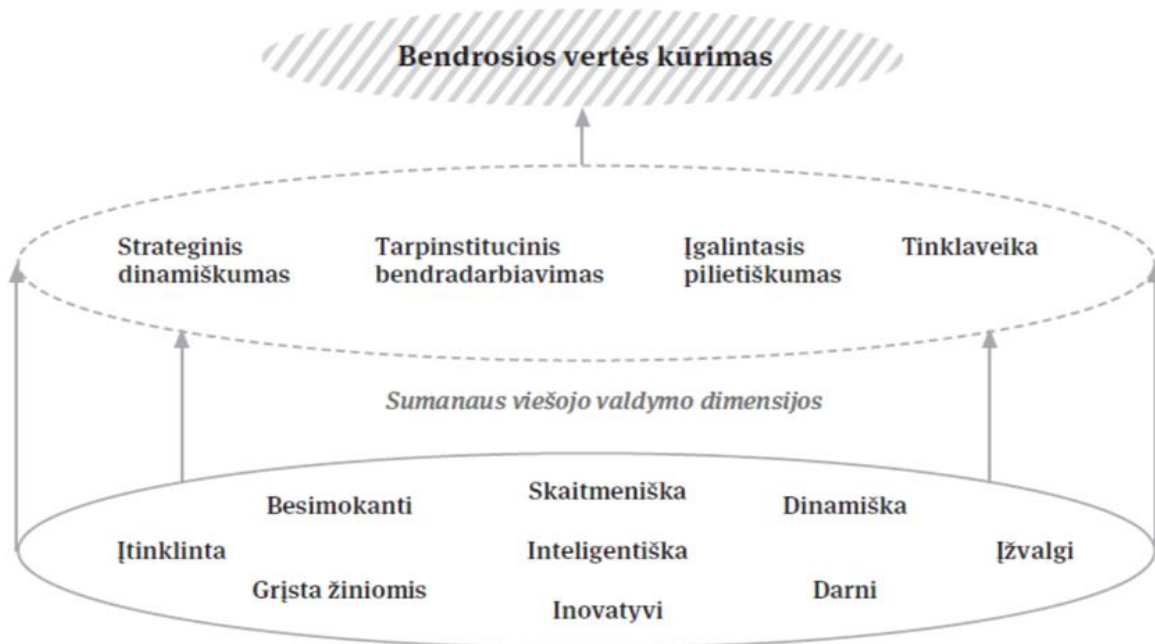 Bendrosios vertės kūrimas
Strateginis
dinamiškumas
Tarpinstitucinis
bendradarbiavimas
Įgalintasis
pilietiškumas
Tinklaveika
Sumanaus viešojo valdymo dimensijos
Skaitmeniška
Besimokanti
Dinamiška
Įtinklinta
Inteligentiška
Įžvalgi
Grįsta žiniomis
Darni
Inovatyvi